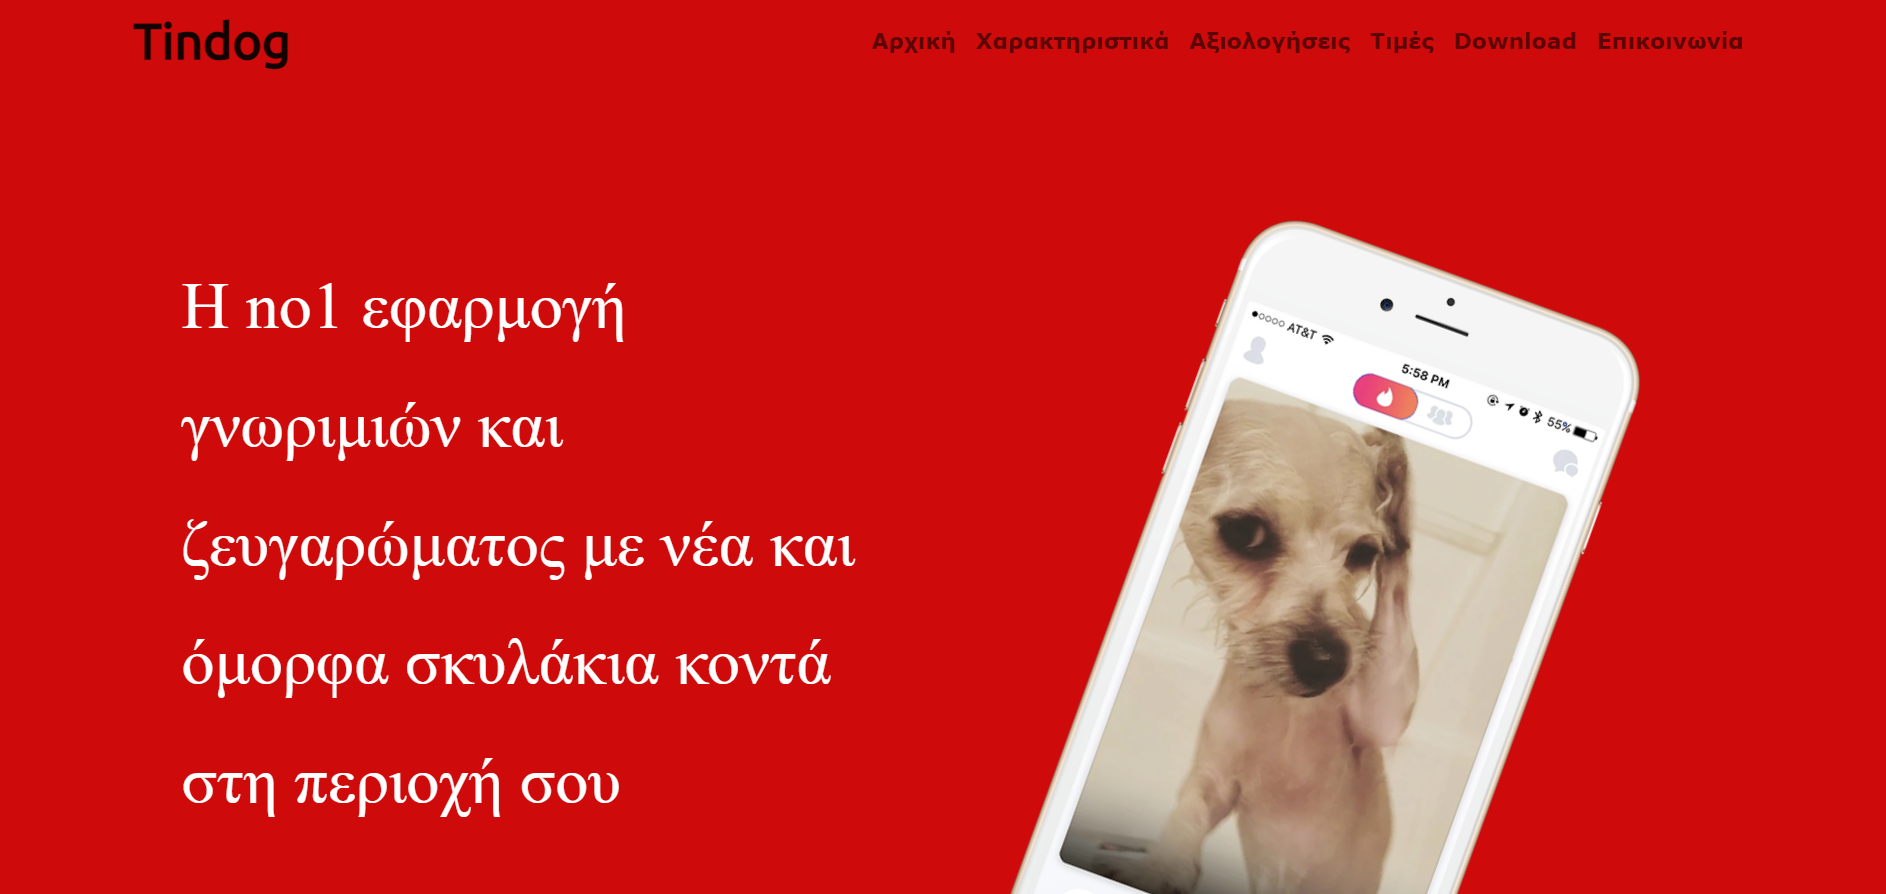 Tindog
Αρχική Χαρακτηριστικά Αξιολογήσεις Τιμές Download Επικοινωνία
Η no1 εφαρμογή
γνωριμιών και
ζευγαρώματος με νέα και
όμορφα σκυλάκια κοντά
στη περιοχή σου
AT&T
5:58 PM
55%